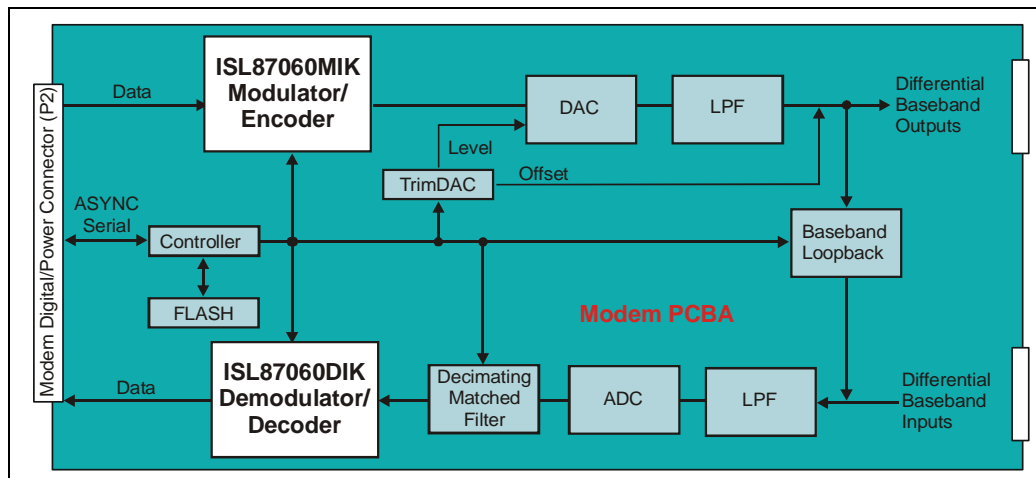 Modem Digital/Power Connector (P2)
Data
ISL87060MIK
Modulator/
Encoder
DAC
LPF
Differential
Baseband
Outputs
Level
TrimDAC
Offset
ASYNC
Serial
Controller
Baseband
Loopback
FLASH
Modem PCBA
Data
ISL87060DIK
Demodulator/
Decoder
Decimating
Matched
Filter
ADC
LPF
Differential
Baseband
Inputs